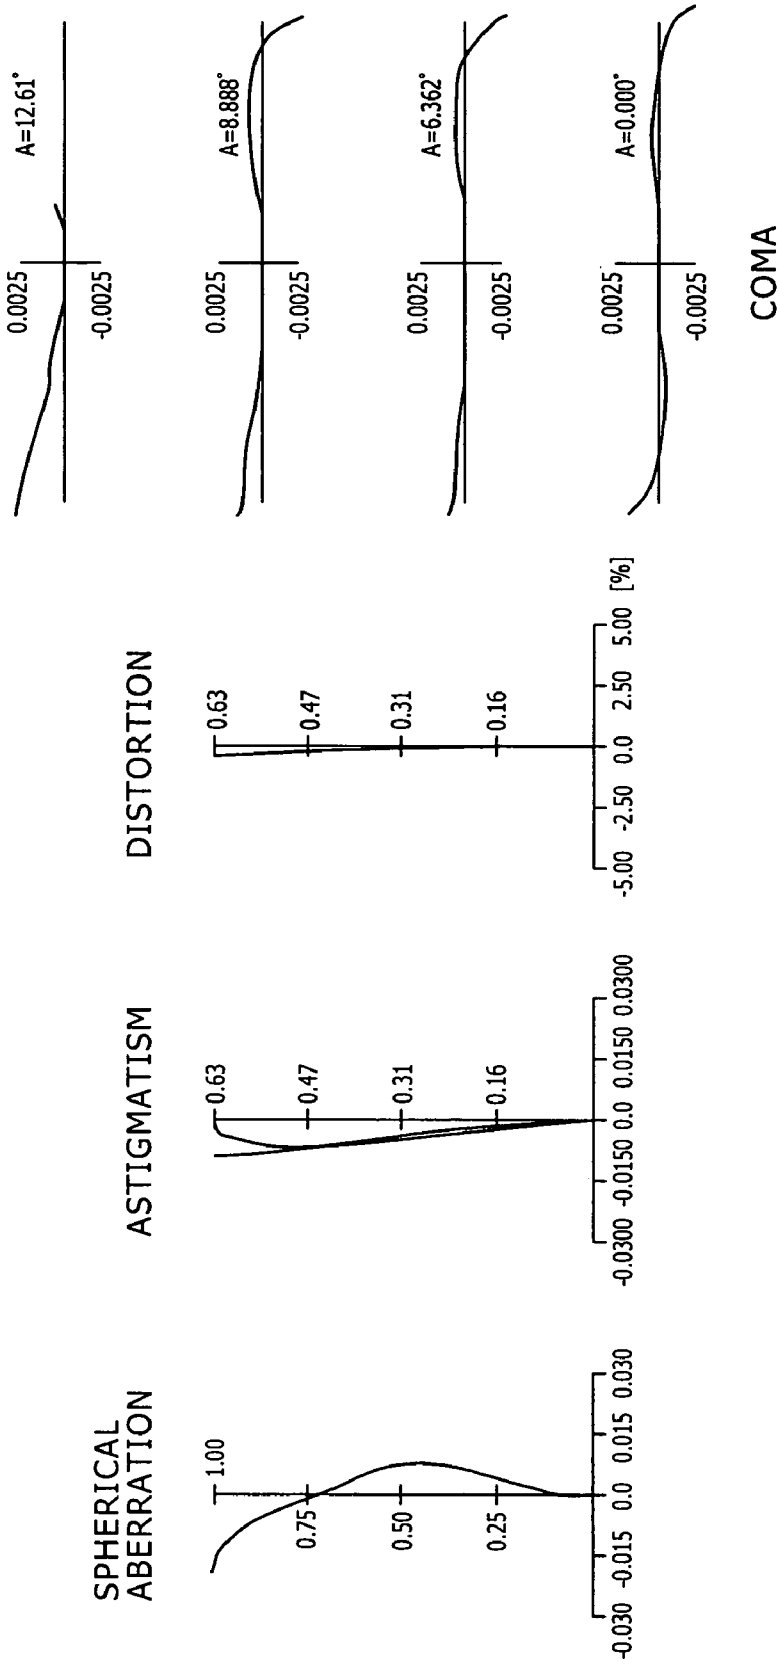 SPHERICAL
ABERRATION
1.00
0.75
0.50
0.25
-0.030 -0.015 0.0 0.015 0.030
ASTIGMATISM
0.63
0.47
0.31
0.16
-0.0300 -0.0150 0.0 0.0150 0.0300
DISTORTION
0.63
0.47
0.31
0.16
-5.00 -2.50 0.0 2.50 5.00 [%]
0.0025
A=12.61°
-0.0025
0.0025
A=8.888°
-0.0025
0.0025
A=6.362°
-0.0025
0.0025
A=0.000°
-0.0025
COMA